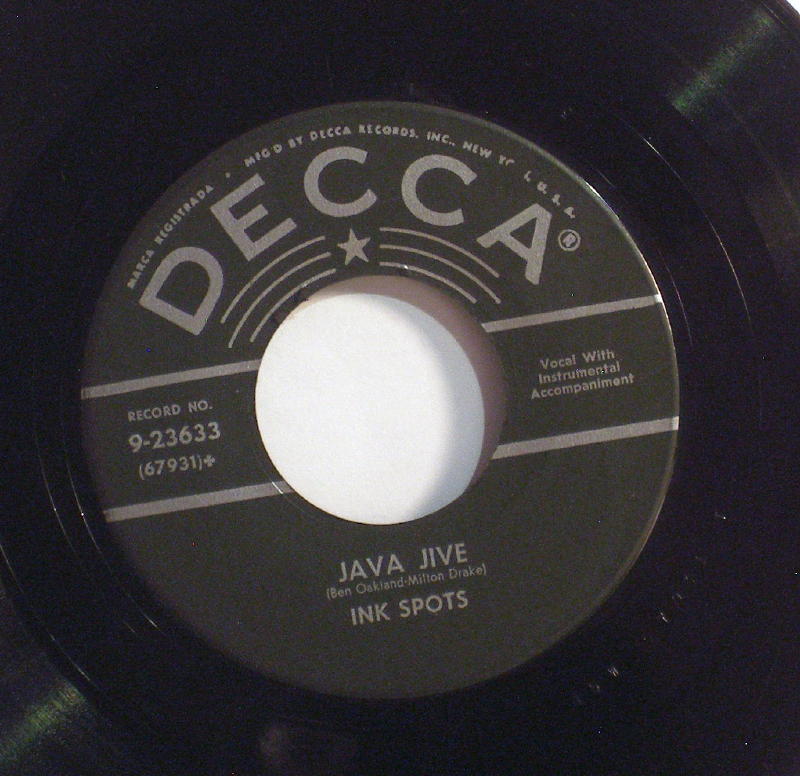 MARCA REGISTRADA • MFG'D BY DECCA RECORDS, INC., NEW U.S.A.
DECCA®
Vocal With
Instrumental
Accompaniment
RECORD NO.
9-23633
(67931)✤
JAVA JIVE
(Ben Oakland-Milton Drake)
INK SPOTS